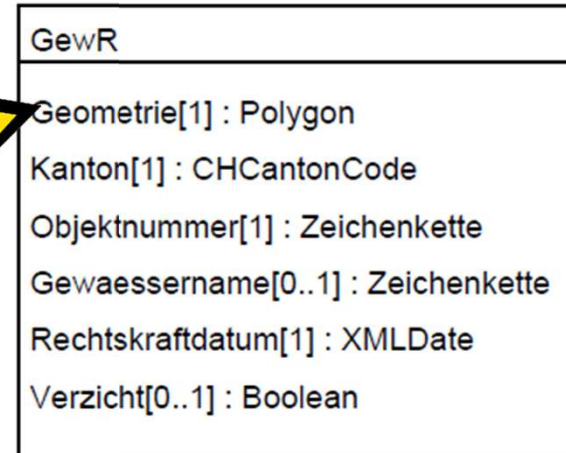 GewR
Geometrie[1] : Polygon
Kanton[1] : CHCantonCode
Objektnummer[1] : Zeichenkette
Gewaessername[0..1] : Zeichenkette
Rechtskraftdatum[1] : XMLDate
Verzicht[0..1] : Boolean